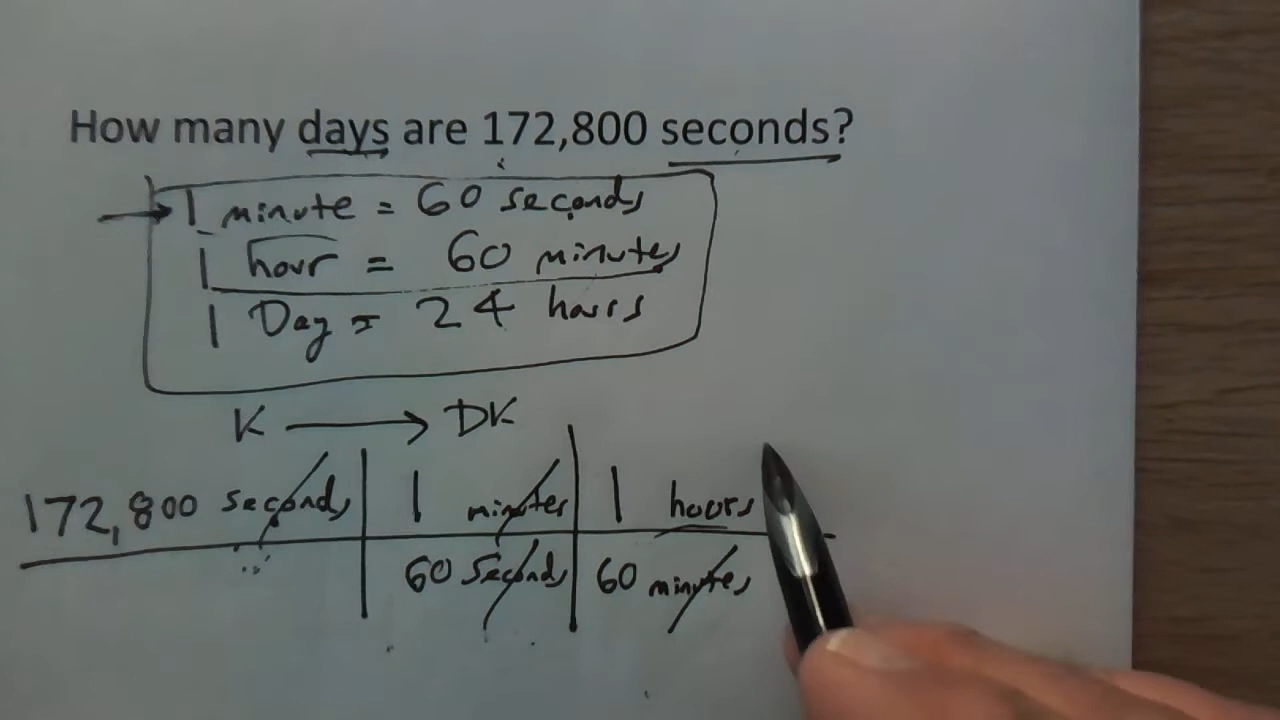 How many days are 172,800 seconds?
1 minute = 60 seconds
1 hour = 60 minutes
1 Day = 24 hours
K → DK
172,800 seconds 1 minutes 1 hours
60 seconds 60 minutes